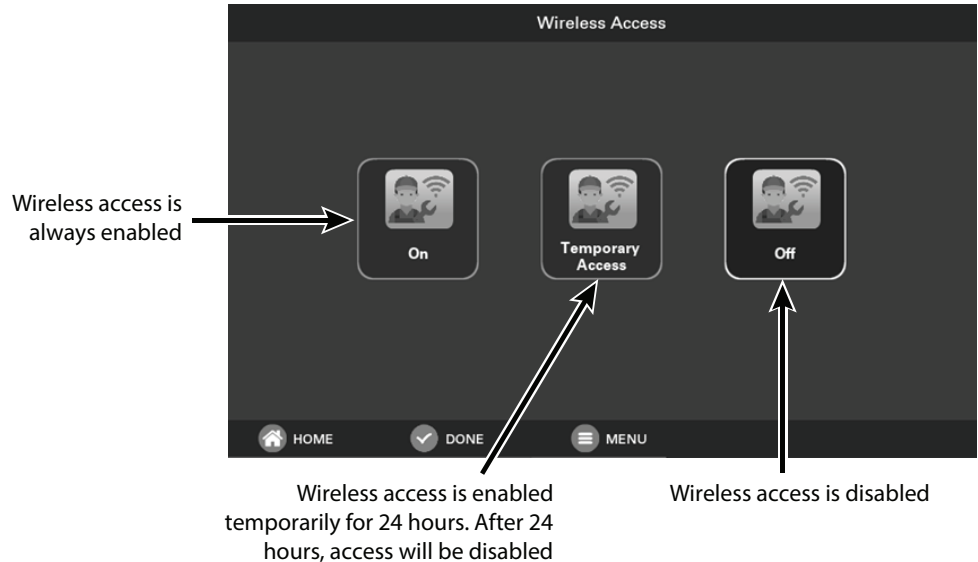 Wireless Access
Wireless access is
always enabled
On
Temporary
Access
Off
HOME
DONE
MENU
Wireless access is enabled
temporarily for 24 hours. After 24
hours, access will be disabled
Wireless access is disabled